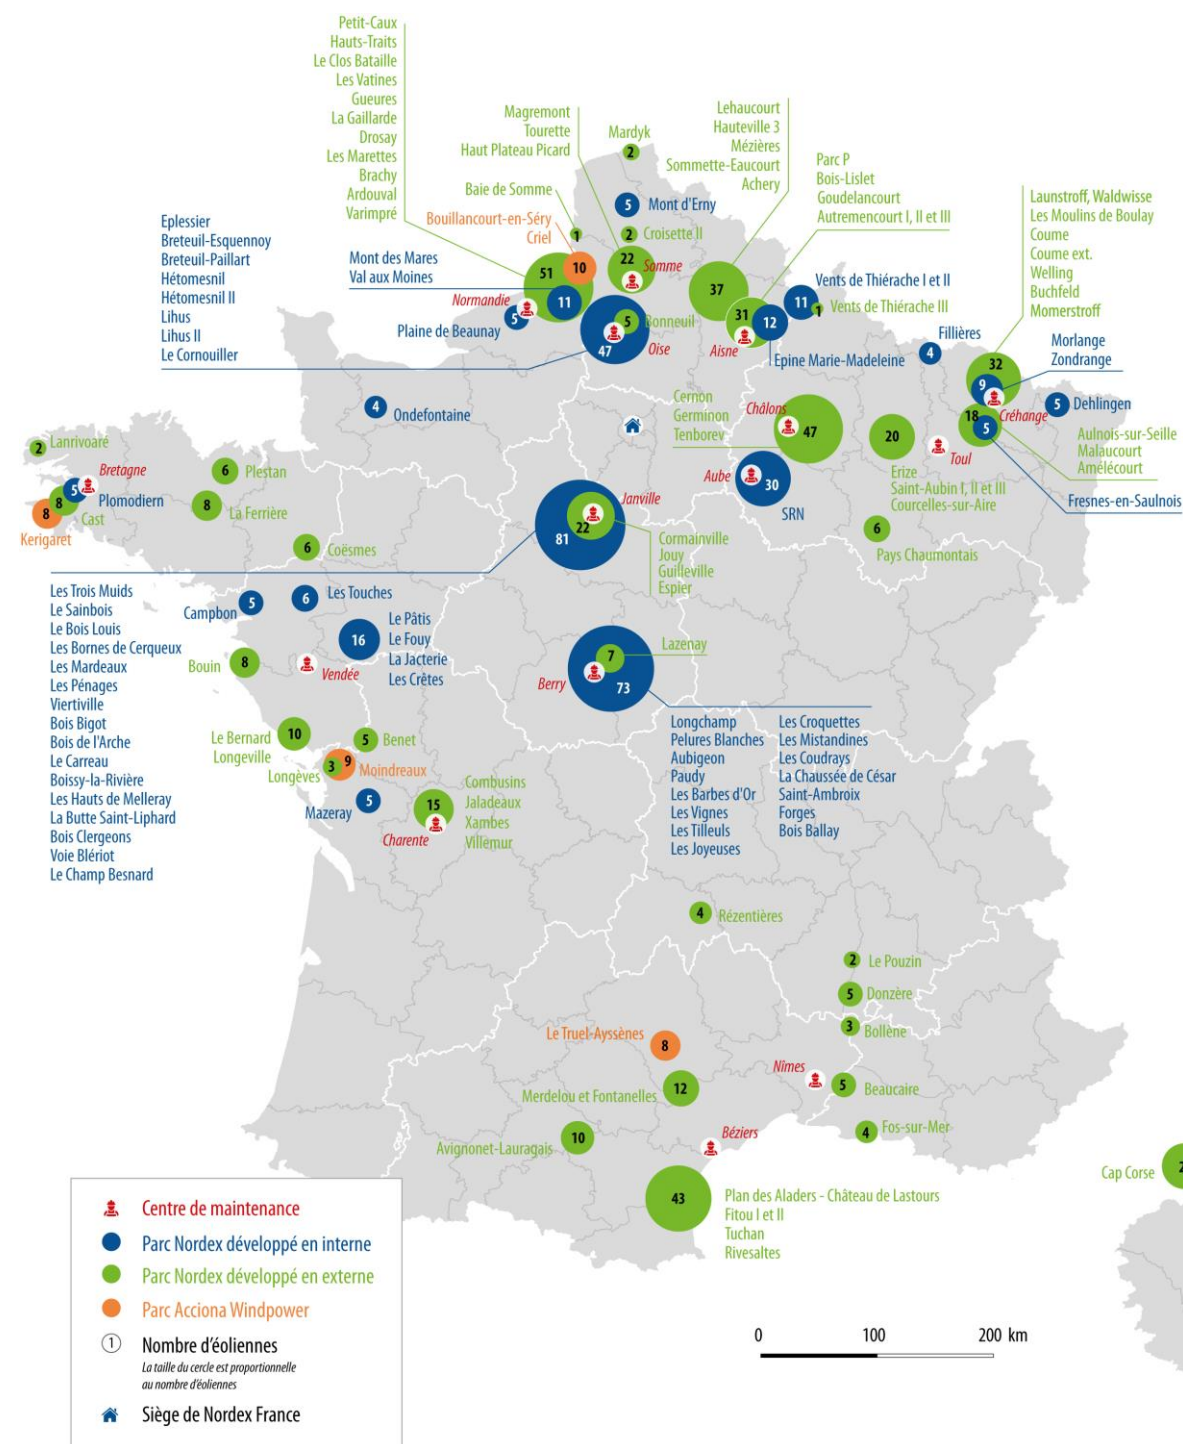 Petit-Caux
Hauts-Traits
Le Clos Bataille
Les Vatines
Gueures
La Gaillarde
Drosay
Les Marettes
Brachy
Ardouval
Varimpré
Magremont
Tourette
Haut Plateau Picard
Mardyk
2
Lehaucourt
Hauteville 3
Mézières
Sommette-Eaucourt
Achery
Parc P
Bois-Lislet
Goudelancourt
Autremencourt I, II et III
Launstroff, Waldwisse
Les Moulins de Boulay
Coume
Coume ext.
Welling
Buchfeld
Momerstroff
Baie de Somme
1
Bouillancourt-en-Séry
Criel
10
5
Mont d'Erny
2
Croisette II
Eplessier
Breteuil-Esquennoy
Breteuil-Paillart
Hétomesnil
Hétomesnil II
Lihus
Lihus II
Le Cornouiller
Mont des Mares
Val aux Moines
51
11
22
Somme
37
31
12
Aisne
11
Vents de Thiérache I et II
1
Vents de Thiérache III
Normandie
5
Plaine de Beaunay
5
Bonneuil
47
Oise
Epine Marie-Madeleine
Fillières
4
Morlange
Zondrange
32
9
Créhange
5
Dehlingen
4
Ondefontaine
Cernon
Germinon
Tenborev
Châlons
47
20
Erize
Saint-Aubin I, II et III
Courcelles-sur-Aire
Toul
18
5
Aulnois-sur-Seille
Malaucourt
Amélécourt
Fresnes-en-Saulnois
2
Lanrivoaré
Bretagne
5
Plomodiern
8
Cast
8
Kerigaret
6
Plestan
8
La Ferrière
6
Coësmes
Janville
22
81
Cormainville
Jouy
Guilleville
Espier
Aube
30
SRN
6
Pays Chaumontais
Les Trois Muids
Le Sainbois
Le Bois Louis
Les Bornes de Cerqueux
Les Mardeaux
Les Pénages
Viertiville
Bois Bigot
Bois de l'Arche
Le Carreau
Boissy-la-Rivière
Les Hauts de Melleray
La Butte Saint-Liphard
Bois Clergeons
Voie Blériot
Le Champ Besnard
Campbon
5
6
Les Touches
16
Le Pâtis
Le Fouy
La Jacterie
Les Crêtes
Bouin
8
Vendée
Lazenay
7
Berry
73
Longchamp
Pelures Blanches
Aubigeon
Paudy
Les Barbes d'Or
Les Vignes
Les Tilleuls
Les Joyeuses
Les Croquettes
Les Mistandines
Les Coudrays
La Chaussée de César
Saint-Ambroix
Forges
Bois Ballay
Le Bernard
Longeville
10
5
Benet
Longèves
3
9
Moindreaux
Mazeray
5
15
Charente
Combusins
Jaladeaux
Xambes
Villemur
4
Rézentières
2
Le Pouzin
5
Donzère
3
Bollène
Le Truel-Ayssènes
8
Merdelou et Fontanelles
12
Nîmes
5
Beaucaire
4
Fos-sur-Mer
Avignonet-Lauragais
10
Béziers
43
Plan des Aladers - Château de Lastours
Fitou I et II
Tuchan
Rivesaltes
Cap Corse
Centre de maintenance
Parc Nordex développé en interne
Parc Nordex développé en externe
Parc Acciona Windpower
1
Nombre d'éoliennes
La taille du cercle est proportionnelle
au nombre d'éoliennes
Siège de Nordex France
0 100 200 km